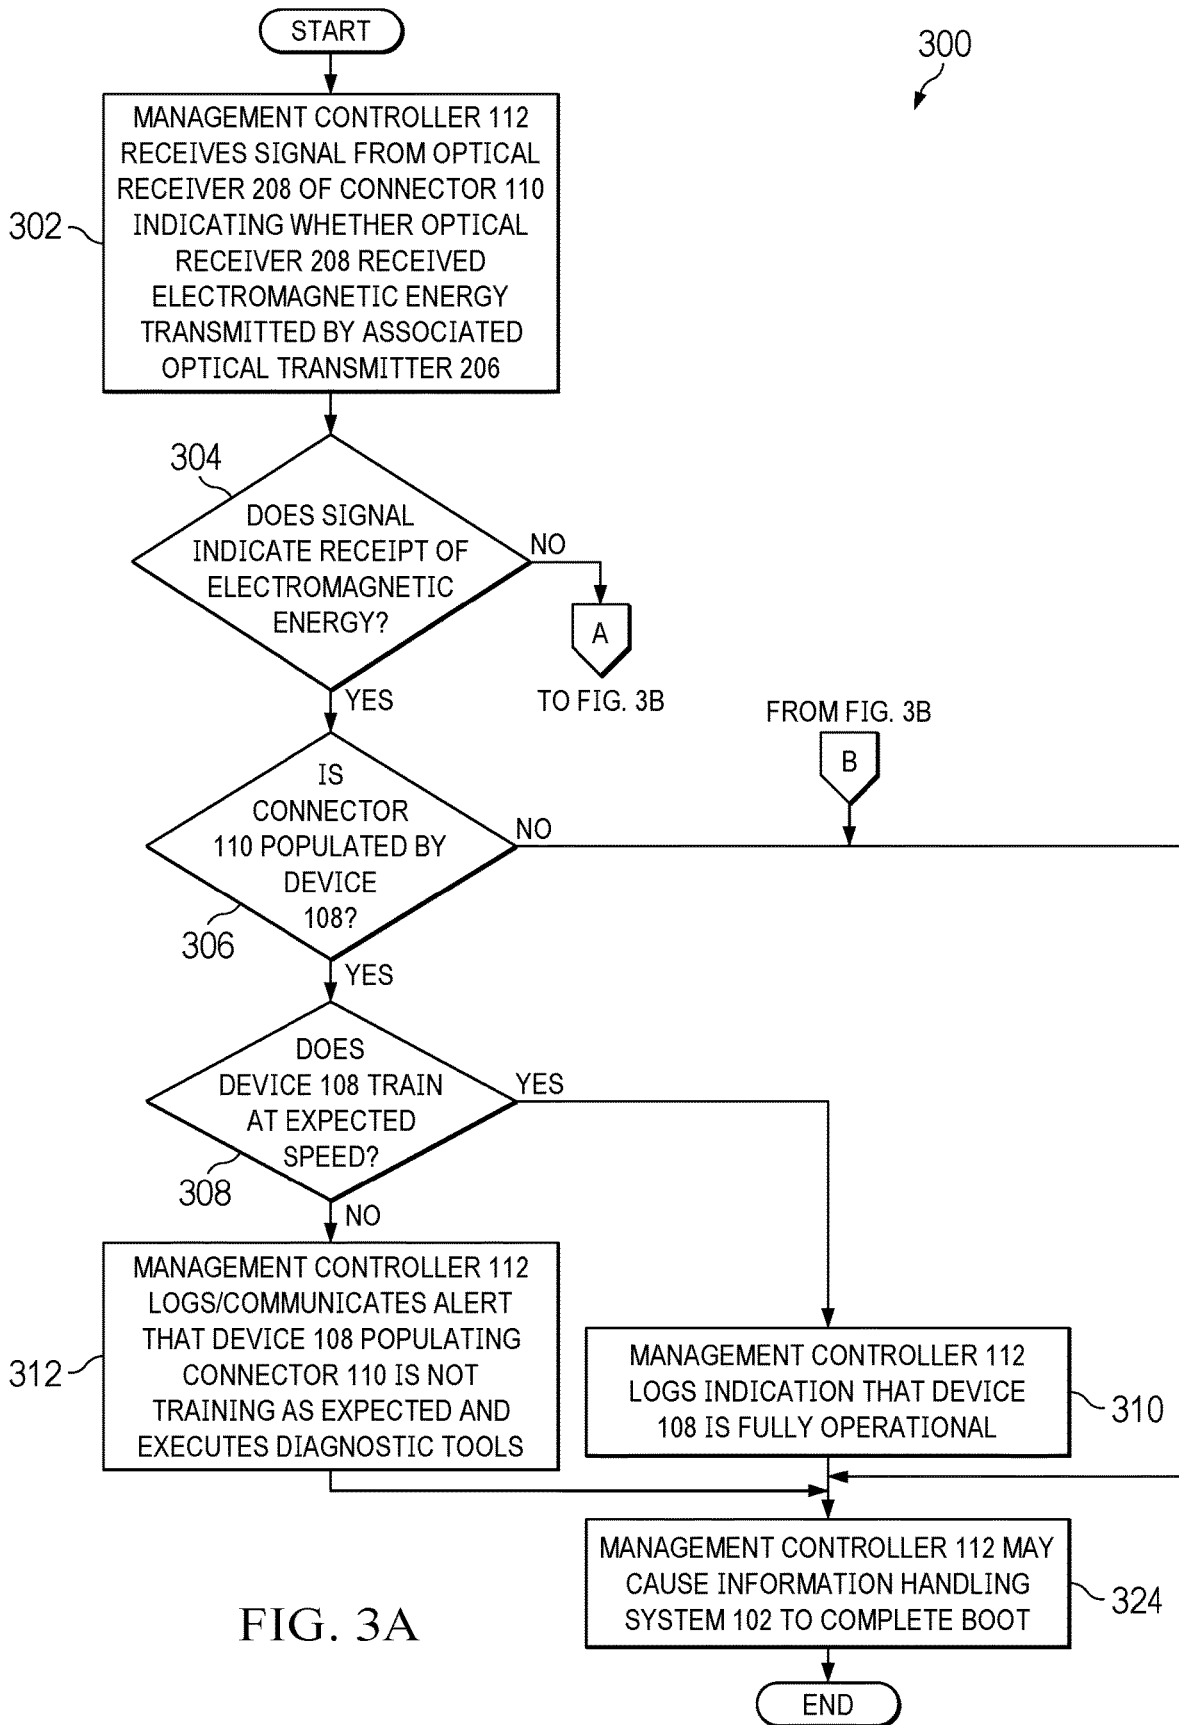 START
300
MANAGEMENT CONTROLLER 112
RECEIVES SIGNAL FROM OPTICAL
RECEIVER 208 OF CONNECTOR 110
INDICATING WHETHER OPTICAL
RECEIVER 208 RECEIVED
ELECTROMAGNETIC ENERGY
TRANSMITTED BY ASSOCIATED
OPTICAL TRANSMITTER 206
302
304
DOES SIGNAL
INDICATE RECEIPT OF
ELECTROMAGNETIC
ENERGY?
NO
A
TO FIG. 3B
YES
FROM FIG. 3B
B
IS
CONNECTOR
110 POPULATED BY
DEVICE
108?
NO
306
YES
DOES
DEVICE 108 TRAIN
AT EXPECTED
SPEED?
YES
308
NO
MANAGEMENT CONTROLLER 112
LOGS/COMMUNICATES ALERT
THAT DEVICE 108 POPULATING
CONNECTOR 110 IS NOT
TRAINING AS EXPECTED AND
EXECUTES DIAGNOSTIC TOOLS
312
MANAGEMENT CONTROLLER 112
LOGS INDICATION THAT DEVICE
108 IS FULLY OPERATIONAL
310
MANAGEMENT CONTROLLER 112 MAY
CAUSE INFORMATION HANDLING
SYSTEM 102 TO COMPLETE BOOT
324
FIG. 3A
END